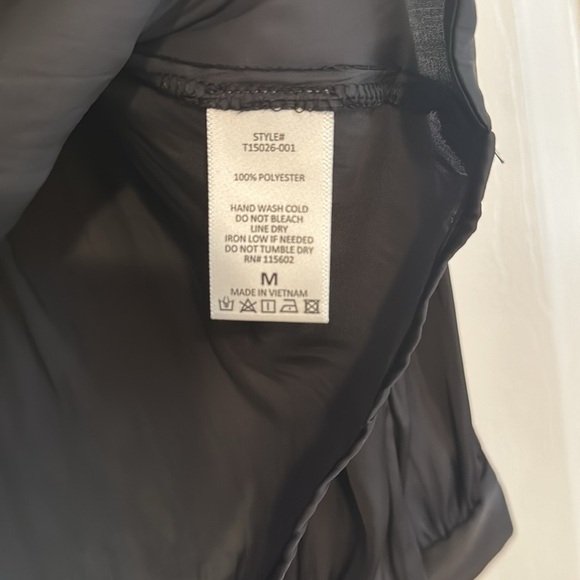 STYLE#
T15026-001
100% POLYESTER
HAND WASH COLD
DO NOT BLEACH
LINE DRY
IRON LOW IF NEEDED
DO NOT TUMBLE DRY
RN# 115602
M
MADE IN VIETNAM